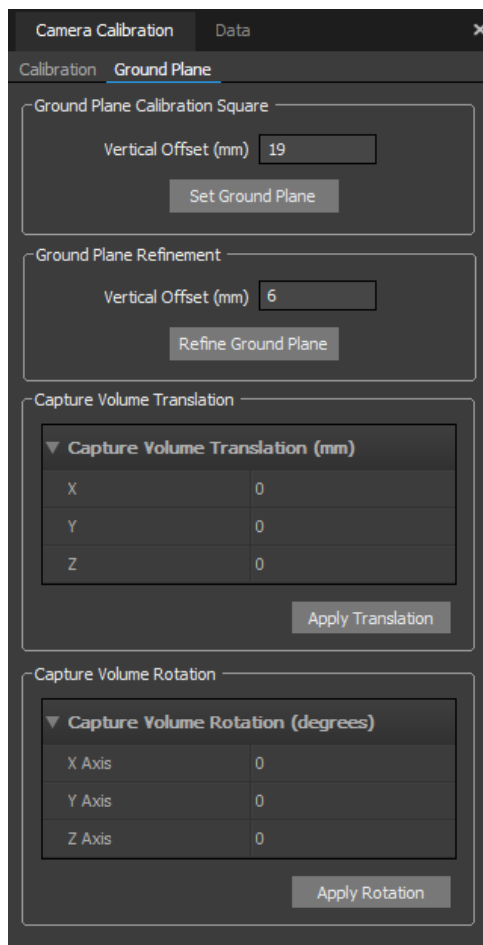 Camera Calibration Data ×
Calibration Ground Plane
Ground Plane Calibration Square
Vertical Offset (mm) 19
Set Ground Plane
Ground Plane Refinement
Vertical Offset (mm) 6
Refine Ground Plane
Capture Volume Translation
▼ Capture Volume Translation (mm)
X 0
Y 0
Z 0
Apply Translation
Capture Volume Rotation
▼ Capture Volume Rotation (degrees)
X Axis 0
Y Axis 0
Z Axis 0
Apply Rotation